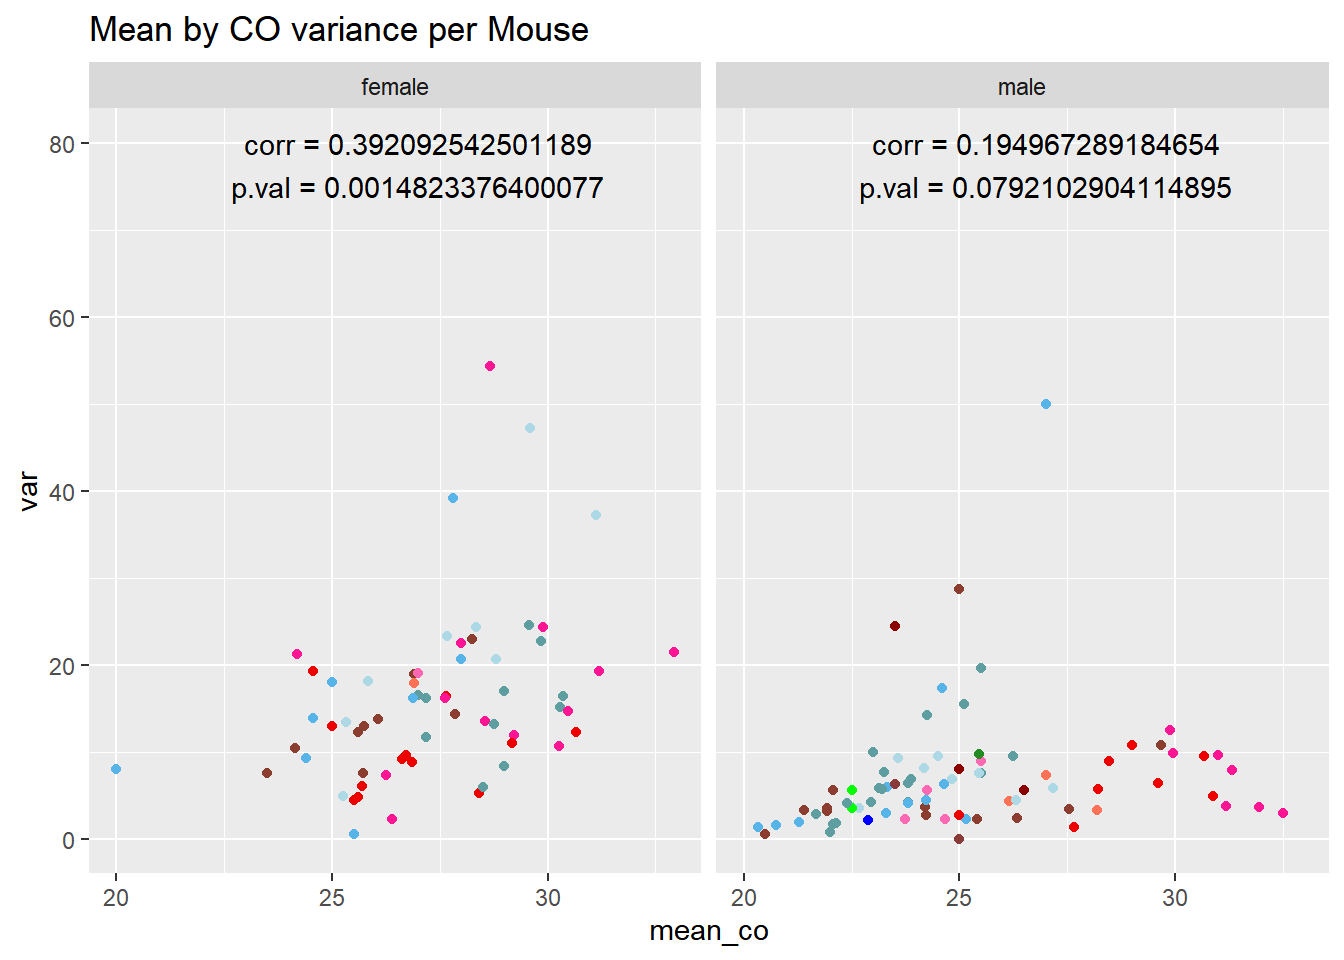 Mean by CO variance per Mouse
female
male
corr = 0.392092542501189
p.val = 0.0014823376400077
corr = 0.194967289184654
p.val = 0.0792102904114895
80
60
40
20
0
var
20 25 30
20 25 30
mean_co